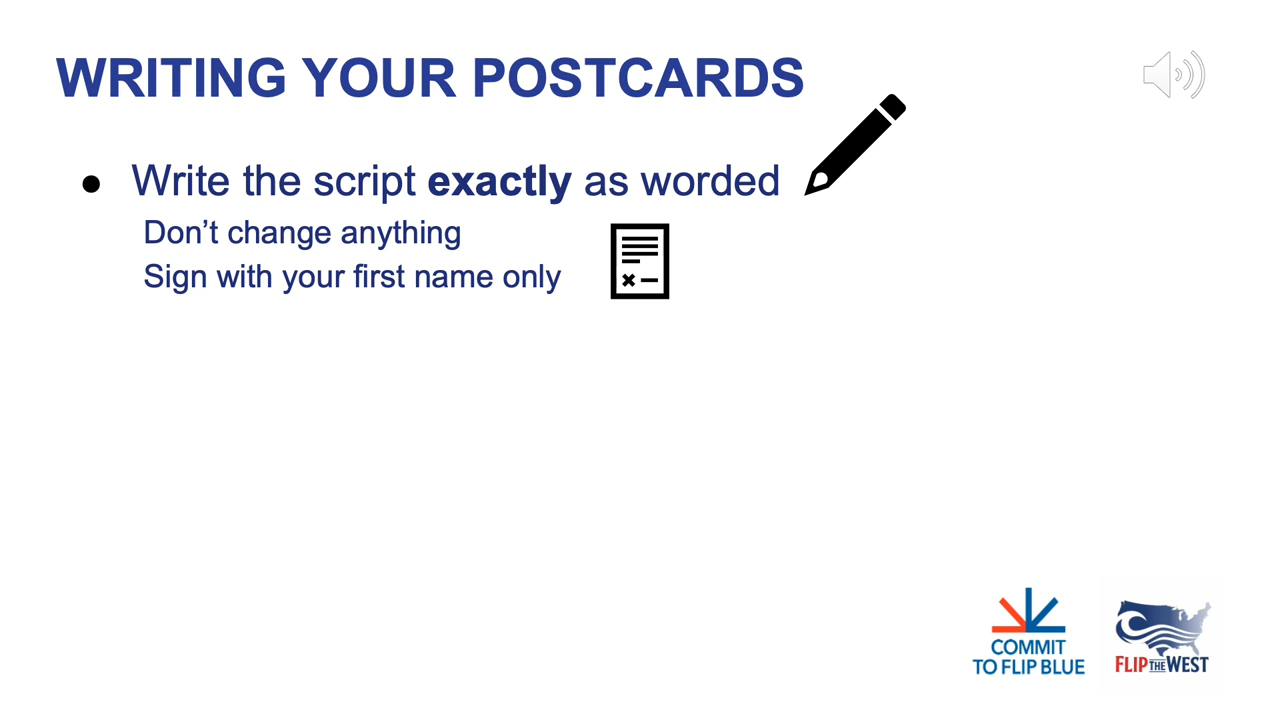 WRITING YOUR POSTCARDS
● Write the script exactly as worded
Don’t change anything
Sign with your first name only
COMMIT
TO FLIP BLUE
FLIP THE WEST